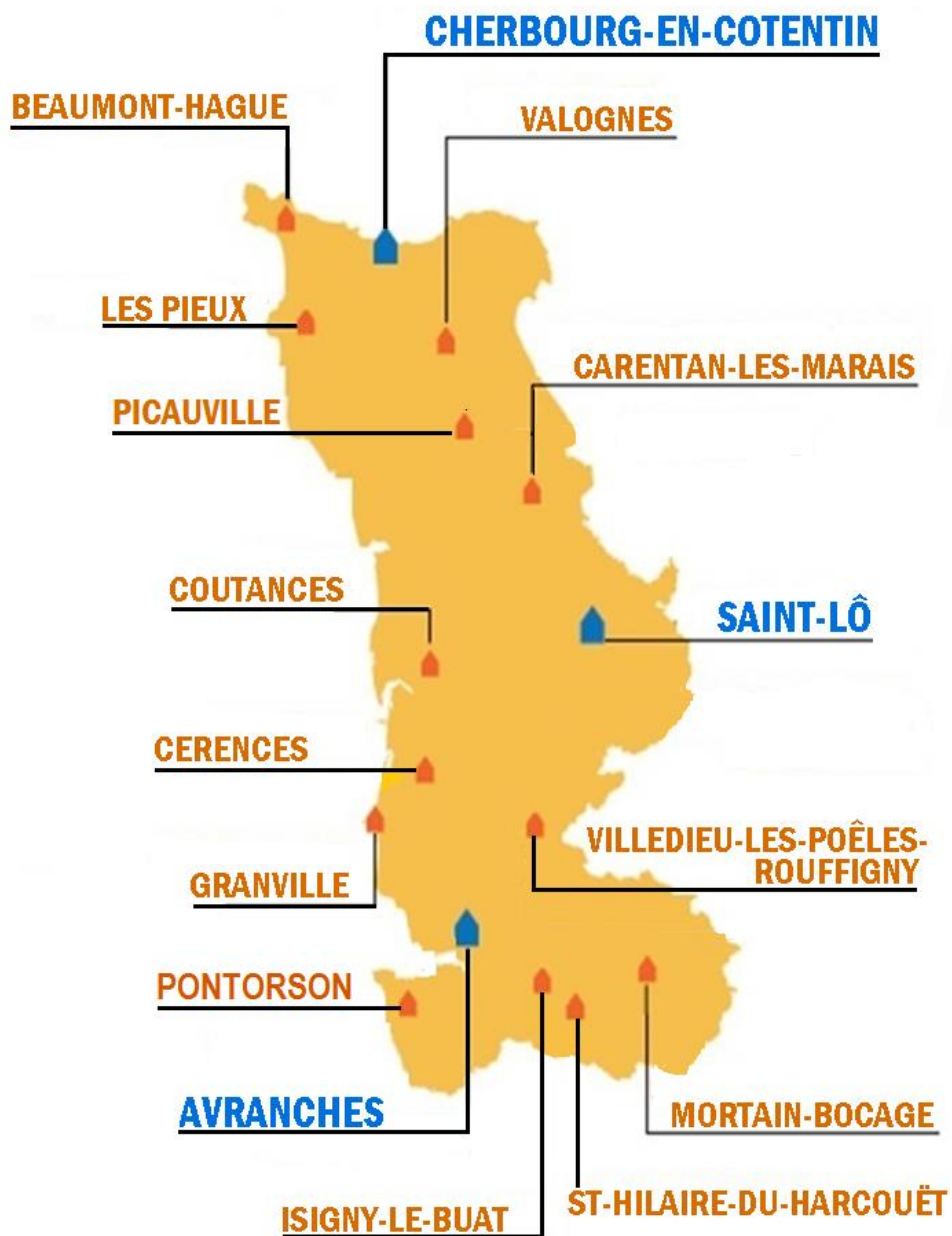 CHERBOURG-EN-COTENTIN
BEAUMONT-HAGUE
VALOGNES
LES PIEUX
CARENTAN-LES-MARAIS
PICAUVILLE
COUTANCES
SAINT-LÔ
CERENCES
VILLEDIEU-LES-POÊLES-
ROUFFIGNY
GRANVILLE
PONTORSON
AVRANCHES
MORTAIN-BOCAGE
ST-HILAIRE-DU-HARCOUËT
ISIGNY-LE-BUAT